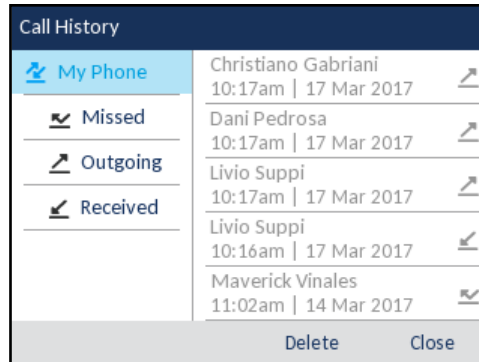 Call History
My Phone
Missed
Outgoing
Received
Christiano Gabriani
10:17am | 17 Mar 2017
Dani Pedrosa
10:17am | 17 Mar 2017
Livio Suppi
10:17am | 17 Mar 2017
Livio Suppi
10:16am | 17 Mar 2017
Maverick Vinales
11:02am | 14 Mar 2017
Delete
Close